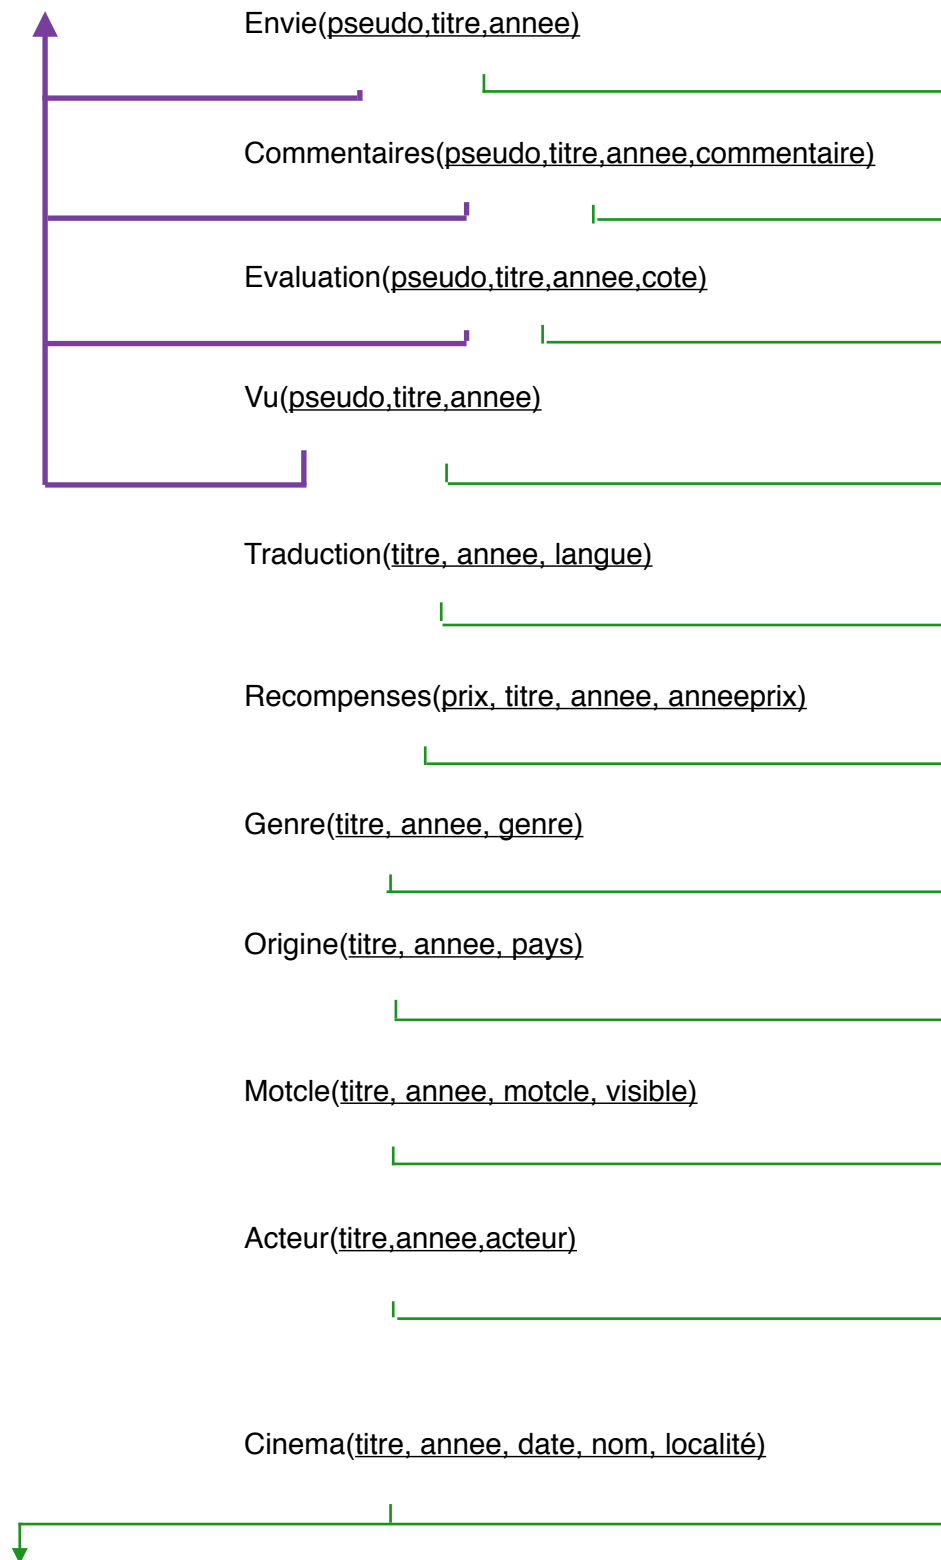 Envie(pseudo,titre,annee)
Commentaires(pseudo,titre,annee,commentaire)
Evaluation(pseudo,titre,annee,cote)
Vu(pseudo,titre,annee)
Traduction(titre, annee, langue)
Recompenses(prix, titre, annee, anneeprix)
Genre(titre, annee, genre)
Origine(titre, annee, pays)
Motcle(titre, annee, motcle, visible)
Acteur(titre,annee,acteur)
Cinema(titre, annee, date, nom, localité)